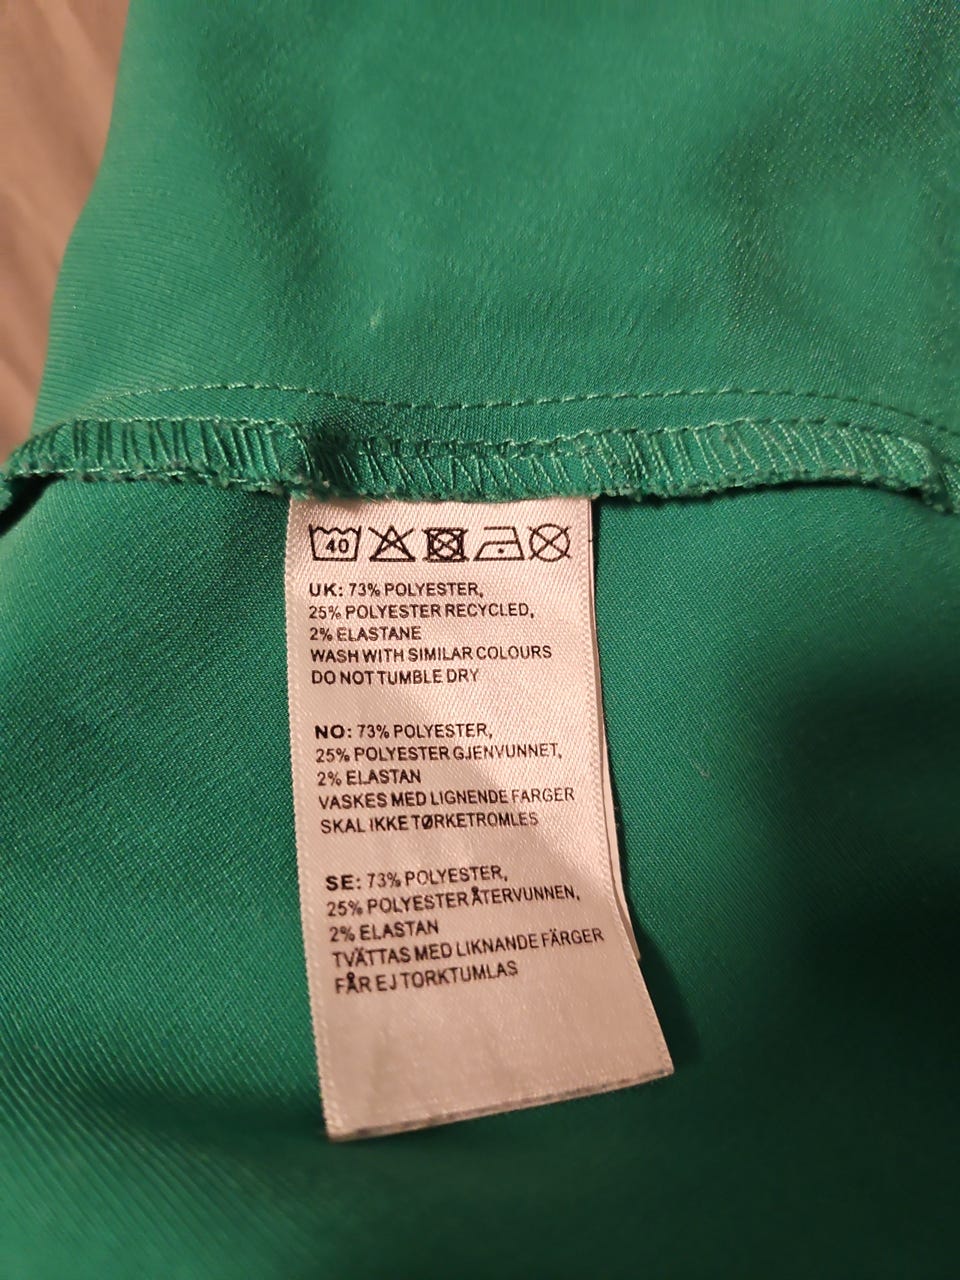 40
UK: 73% POLYESTER,
25% POLYESTER RECYCLED,
2% ELASTANE
WASH WITH SIMILAR COLOURS
DO NOT TUMBLE DRY
NO: 73% POLYESTER,
25% POLYESTER GJENVUNNET,
2% ELASTAN
VASKES MED LIGNENDE FARGER
SKAL IKKE TØRKETROMLES
SE: 73% POLYESTER,
25% POLYESTER ÅTERVUNNEN,
2% ELASTAN
TVÄTTAS MED LIKNANDE FÄRGER
FÅR EJ TORKTUMLAS